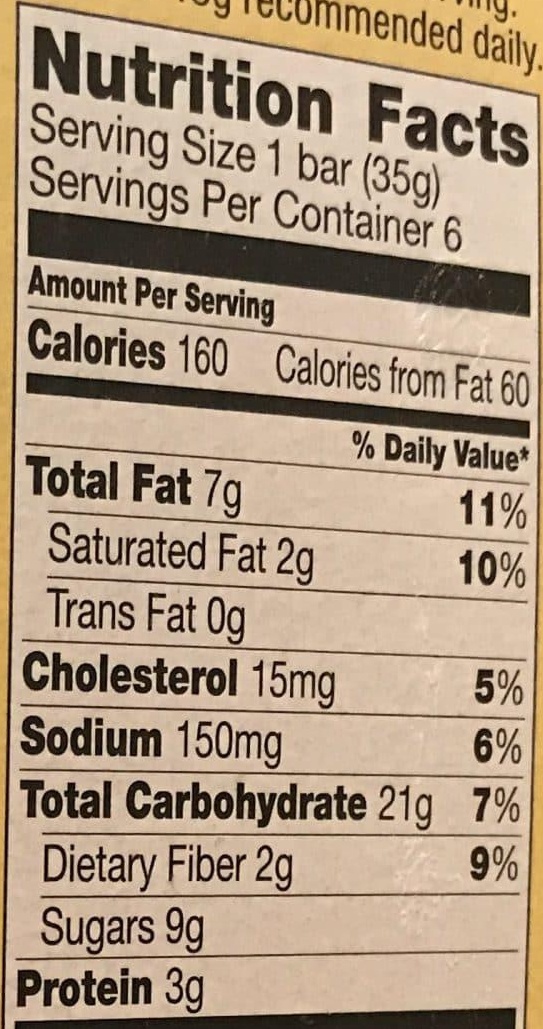 recommended daily.
Nutrition Facts
Serving Size 1 bar (35g)
Servings Per Container 6
Amount Per Serving
Calories 160 Calories from Fat 60
% Daily Value*
Total Fat 7g 11%
Saturated Fat 2g 10%
Trans Fat 0g
Cholesterol 15mg 5%
Sodium 150mg 6%
Total Carbohydrate 21g 7%
Dietary Fiber 2g 9%
Sugars 9g
Protein 3g